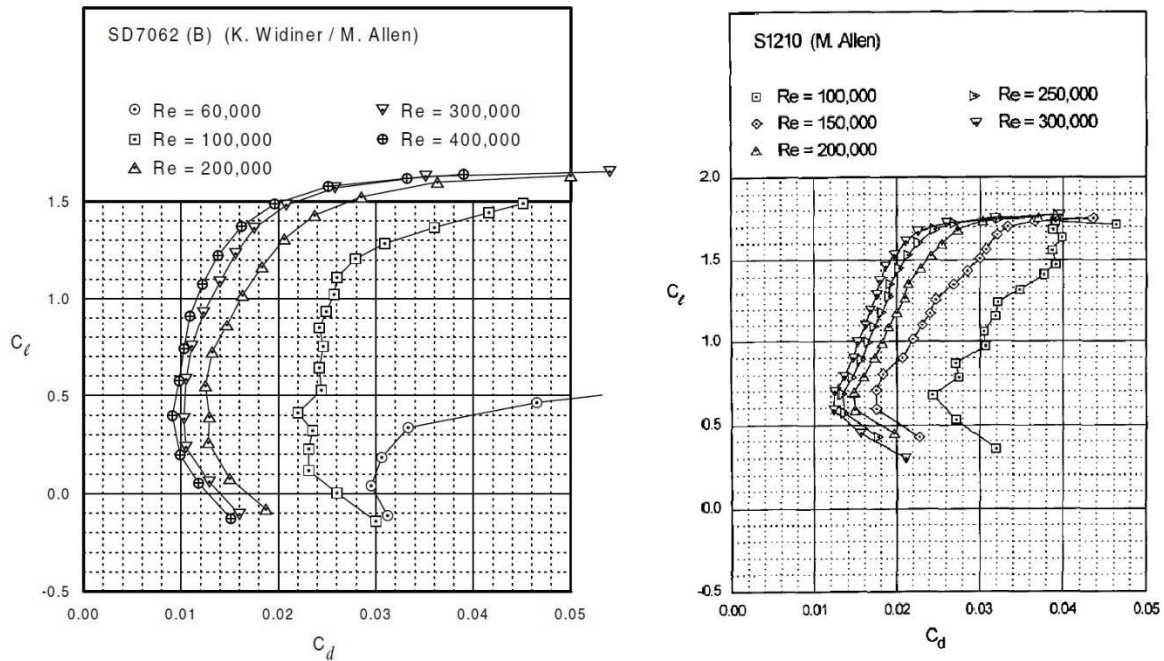 SD7062 (B) (K. Widiner / M. Allen)
Re = 60,000
Re = 300,000
Re = 100,000
Re = 400,000
Re = 200,000
1.5
1.0
C_ℓ
0.5
0.0
-0.5
0.00 0.01 0.02 0.03 0.04 0.05
C_d
S1210 (M. Allen)
Re = 100,000
Re = 250,000
Re = 150,000
Re = 300,000
Re = 200,000
2.0
1.5
C_ℓ
1.0
0.5
0.0
-0.5
0.00 0.01 0.02 0.03 0.04 0.05
C_d